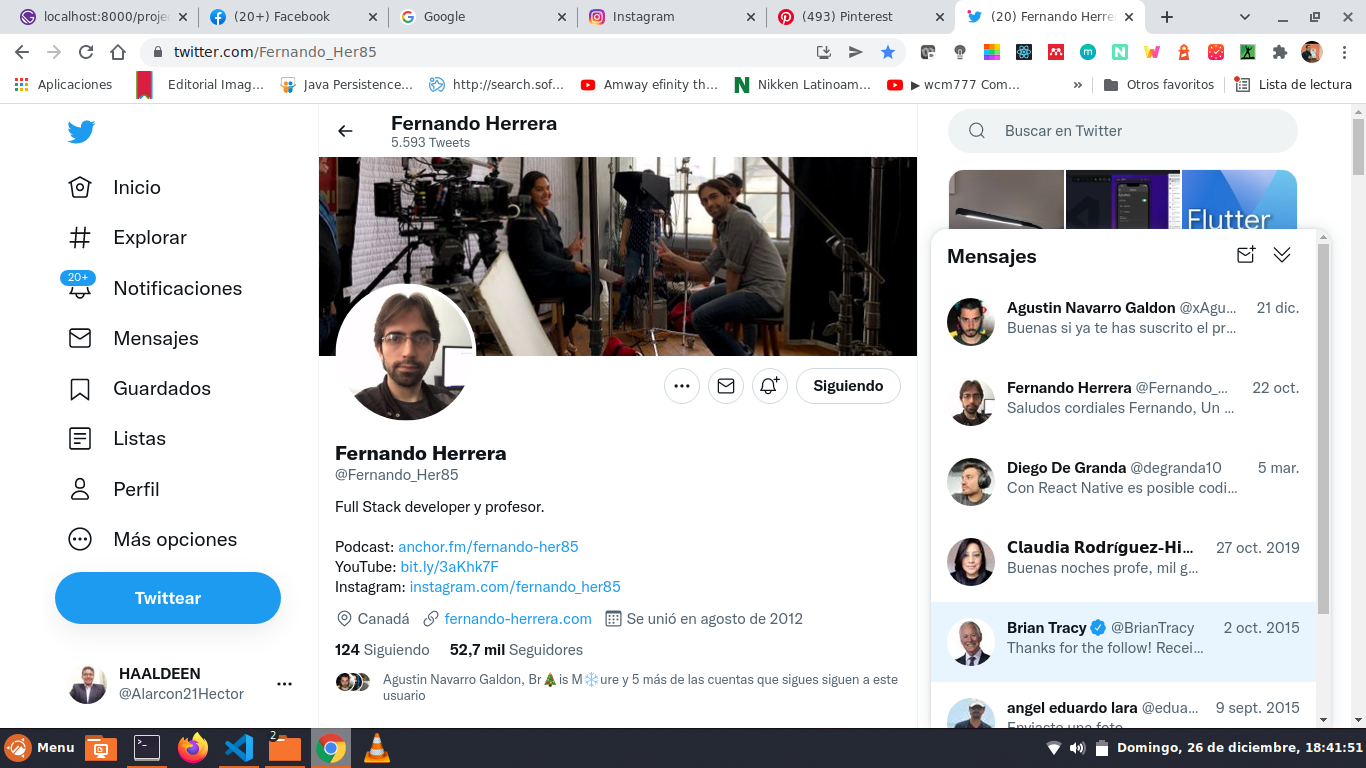 localhost:8000/proje
(20+) Facebook
Google
Instagram
(493) Pinterest
(20) Fernando Herre
twitter.com/Fernando_Her85
Aplicaciones
Editorial Imag...
Java Persistence...
http://search.sof...
Amway efinity th...
Nikken Latinoam...
▶ wcm777 Com...
»
Otros favoritos
Lista de lectura
Inicio
Explorar
20+
Notificaciones
Mensajes
Guardados
Listas
Perfil
Más opciones
Twittear
HAALDEEN
@Alarcon21Hector
Fernando Herrera
5.593 Tweets
Siguiendo
Fernando Herrera
@Fernando_Her85
Full Stack developer y profesor.
Podcast: anchor.fm/fernando-her85
YouTube: bit.ly/3aKhk7F
Instagram: instagram.com/fernando_her85
Canadá fernando-herrera.com Se unió en agosto de 2012
124 Siguiendo 52,7 mil Seguidores
Agustin Navarro Galdon, Br🎄is M❄️ure y 5 más de las cuentas que sigues siguen a este
usuario
Buscar en Twitter
Flutter
Mensajes
Agustin Navarro Galdon @xAgu... 21 dic.
Buenas si ya te has suscrito el pr...
Fernando Herrera @Fernando_... 22 oct.
Saludos cordiales Fernando, Un ...
Diego De Granda @degranda10 5 mar.
Con React Native es posible codi...
Claudia Rodríguez-Hi... 27 oct. 2019
Buenas noches profe, mil g...
Brian Tracy @BrianTracy 2 oct. 2015
Thanks for the follow! Recei...
angel eduardo lara @edua... 9 sept. 2015
Enviaste una foto
Menu
2
Domingo, 26 de diciembre, 18:41:51